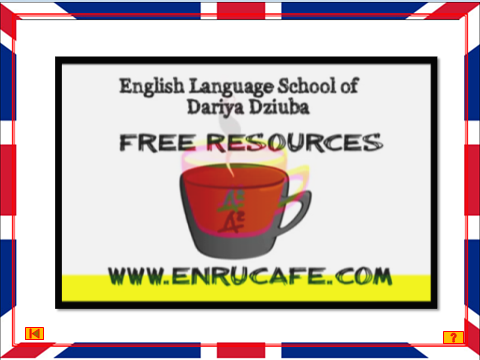 English Language School of
Dariya Dziuba
FREE RESOURCES
WWW.ENRUCAFE.COM
?